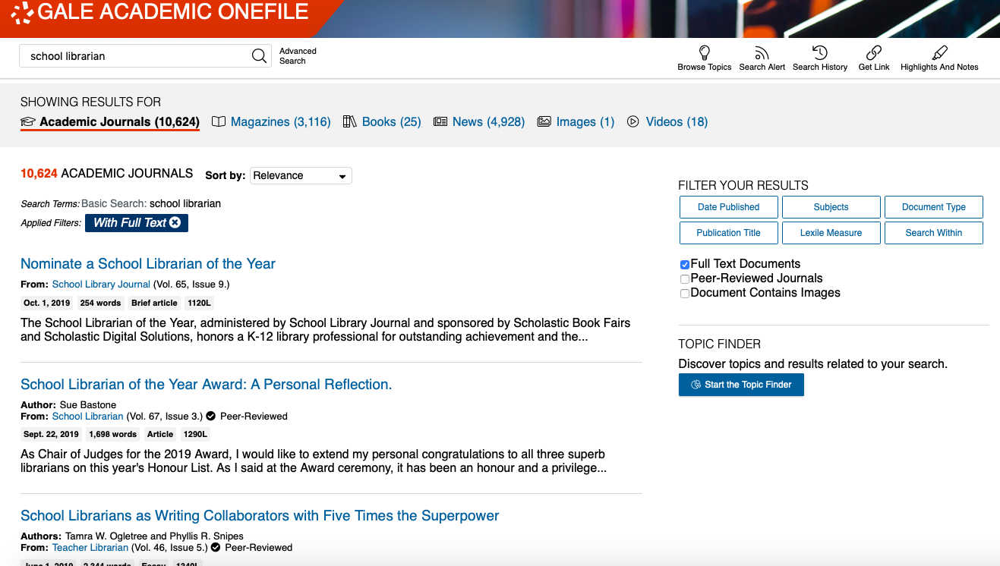 GALE ACADEMIC ONEFILE
school librarian
Advanced
Search
Browse Topics Search Alert Search History Get Link Highlights And Notes
SHOWING RESULTS FOR
Academic Journals (10,624) Magazines (3,116) Books (25) News (4,928) Images (1) Videos (18)
10,624 ACADEMIC JOURNALS Sort by: Relevance
Search Terms: Basic Search: school librarian
Applied Filters: With Full Text
Nominate a School Librarian of the Year
From: School Library Journal (Vol. 65, Issue 9.)
Oct. 1, 2019 254 words Brief article 1120L
The School Librarian of the Year, administered by School Library Journal and sponsored by Scholastic Book Fairs
and Scholastic Digital Solutions, honors a K-12 library professional for outstanding achievement and the...
School Librarian of the Year Award: A Personal Reflection.
Author: Sue Bastone
From: School Librarian (Vol. 67, Issue 3.) Peer-Reviewed
Sept. 22, 2019 1,698 words Article 1290L
As Chair of Judges for the 2019 Award, I would like to extend my personal congratulations to all three superb
librarians on this year's Honour List. As I said at the Award ceremony, it has been an honour and a privilege...
School Librarians as Writing Collaborators with Five Times the Superpower
Authors: Tamra W. Ogletree and Phyllis R. Snipes
From: Teacher Librarian (Vol. 46, Issue 5.) Peer-Reviewed
June 1, 2019 2,344 words Essay 1340L
FILTER YOUR RESULTS
Date Published Subjects Document Type
Publication Title Lexile Measure Search Within
Full Text Documents
Peer-Reviewed Journals
Document Contains Images
TOPIC FINDER
Discover topics and results related to your search.
Start the Topic Finder